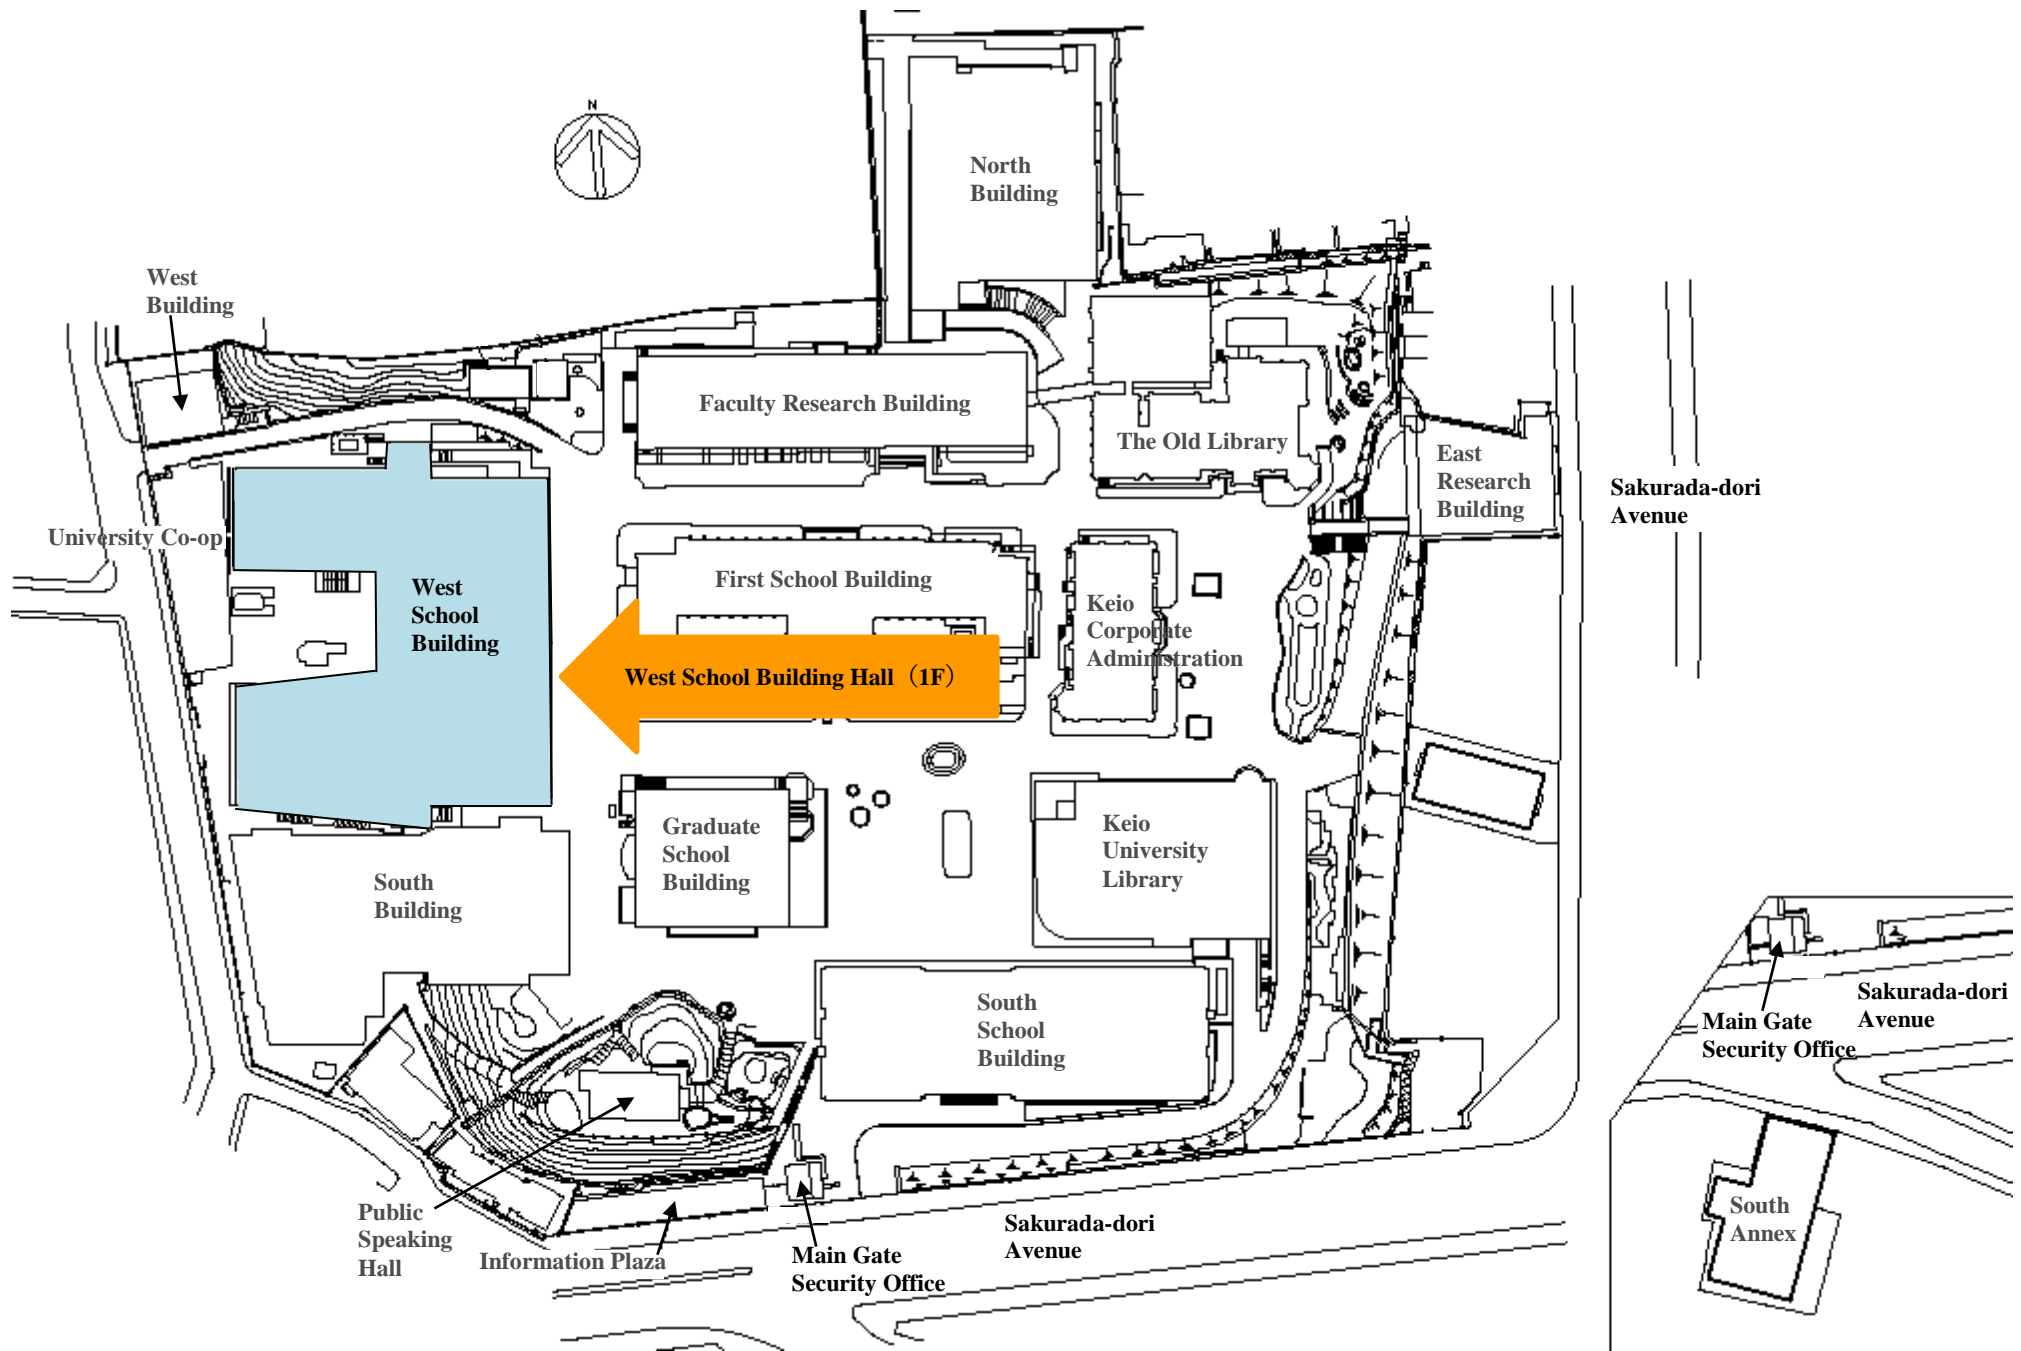 N
North
Building
West
Building
Faculty Research Building
The Old Library
East
Research
Building
Sakurada-dori
Avenue
University Co-op
West
School
Building
First School Building
Keio
Corporate
Administration
West School Building Hall（1F）
Graduate
School
Building
Keio
University
Library
South
Building
South
School
Building
Sakurada-dori
Avenue
Main Gate
Security Office
South
Annex
Public
Speaking
Hall
Information Plaza
Main Gate
Security Office
Sakurada-dori
Avenue